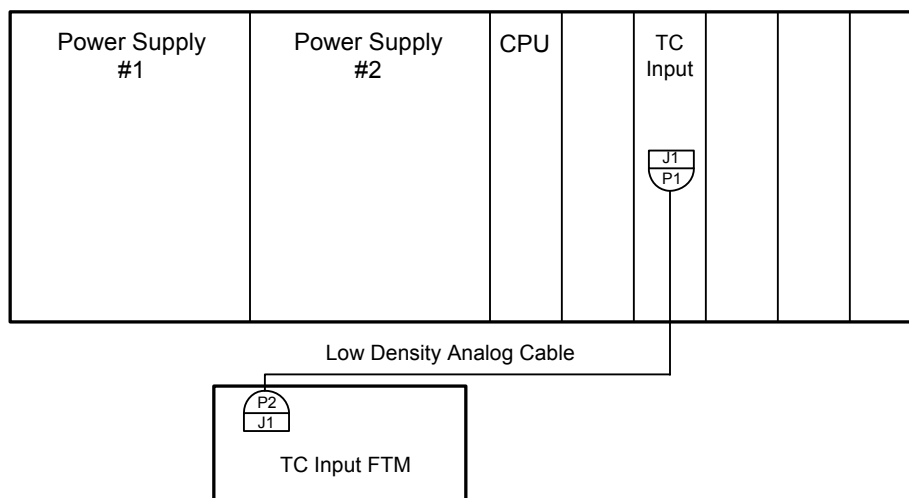 Power Supply
#1
Power Supply
#2
CPU
TC
Input
J1
P1
Low Density Analog Cable
P2
J1
TC Input FTM